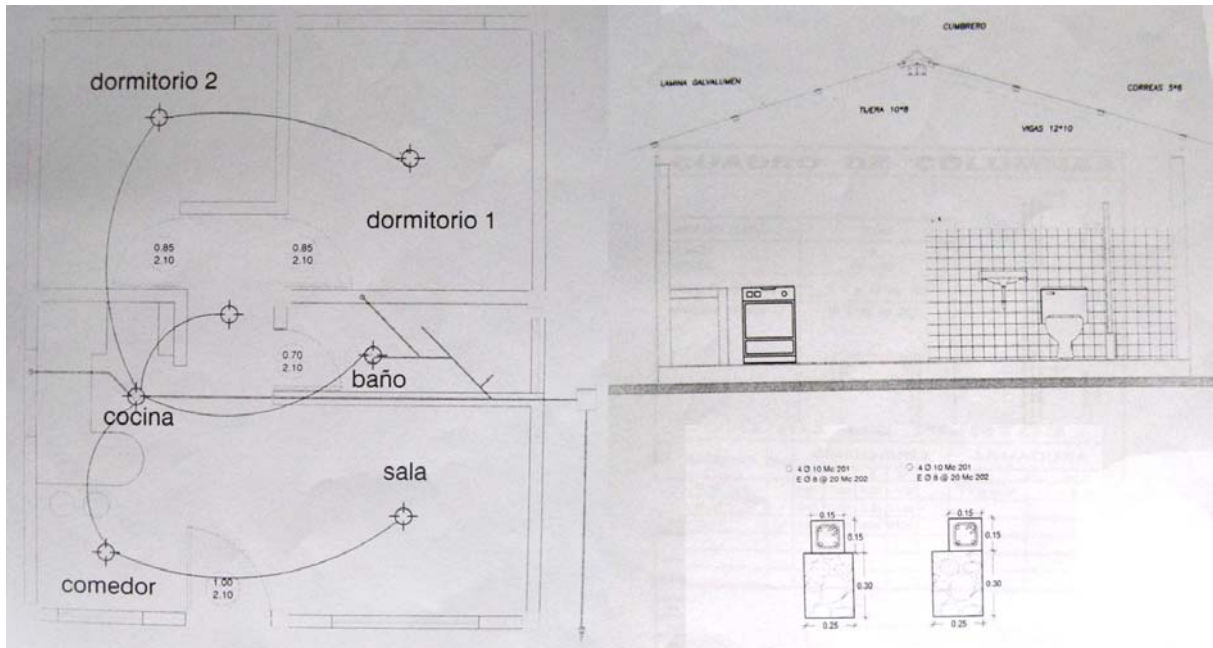 dormitorio 2
dormitorio 1
0.85
2.10
0.85
2.10
0.70
2.10
baño
cocina
sala
comedor
1.00
2.10
CUMBRERO
LAMINA GALVALUMEN
CORREAS 5*6
TIJERA 10*8
VIGAS 12*10
CUADRO DE COLUMNAS
4 Ø 10 Mc 201
E Ø 8 @ 20 Mc 202
4 Ø 10 Mc 201
E Ø 8 @ 20 Mc 202
0.15
0.15
0.30
0.25
0.15
0.15
0.30
0.25